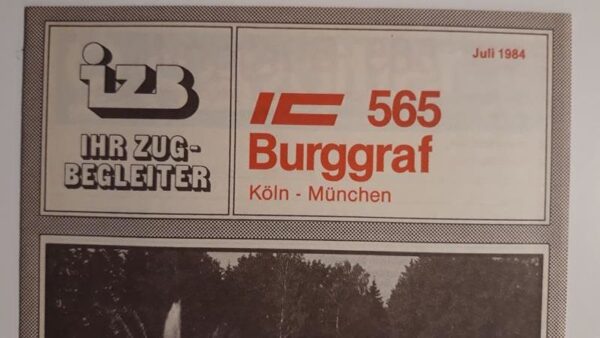 izb
IHR ZUG-
BEGLEITER
Juli 1984
IC 565
Burggraf
Köln - München